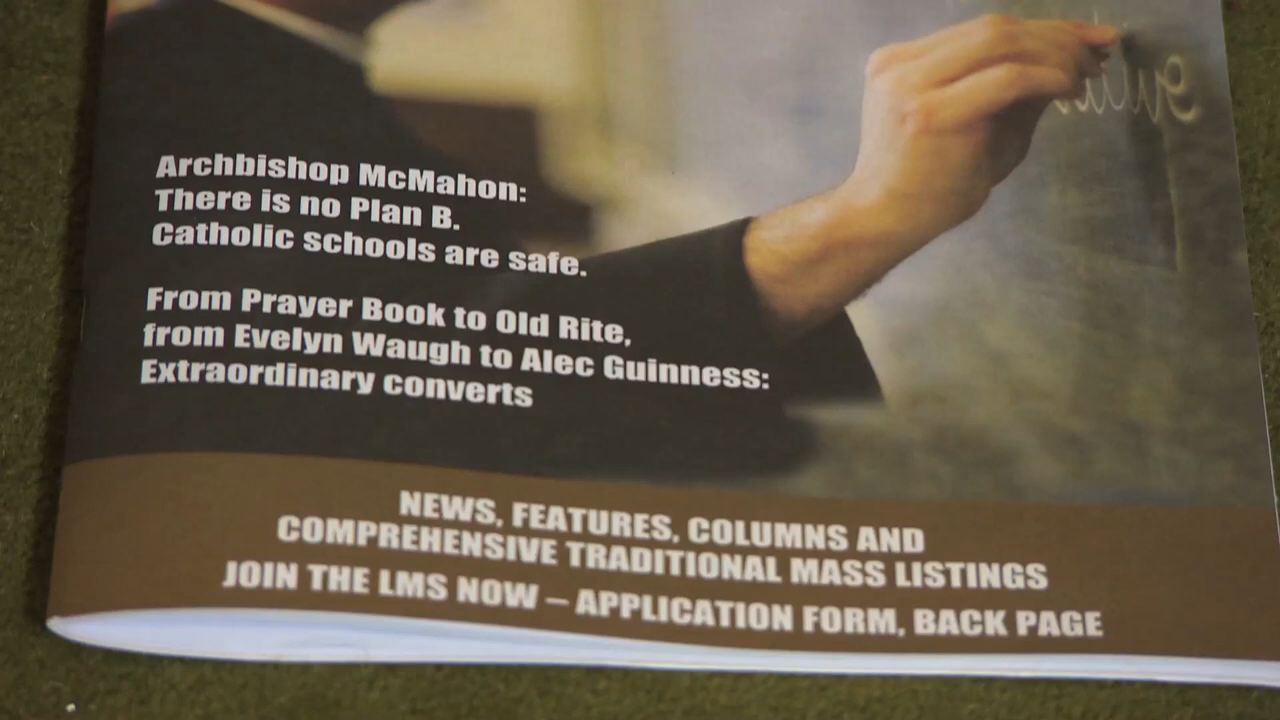 Archbishop McMahon:
There is no Plan B.
Catholic schools are safe.
From Prayer Book to Old Rite,
from Evelyn Waugh to Alec Guinness:
Extraordinary converts
NEWS, FEATURES, COLUMNS AND
COMPREHENSIVE TRADITIONAL MASS LISTINGS
JOIN THE LMS NOW – APPLICATION FORM, BACK PAGE